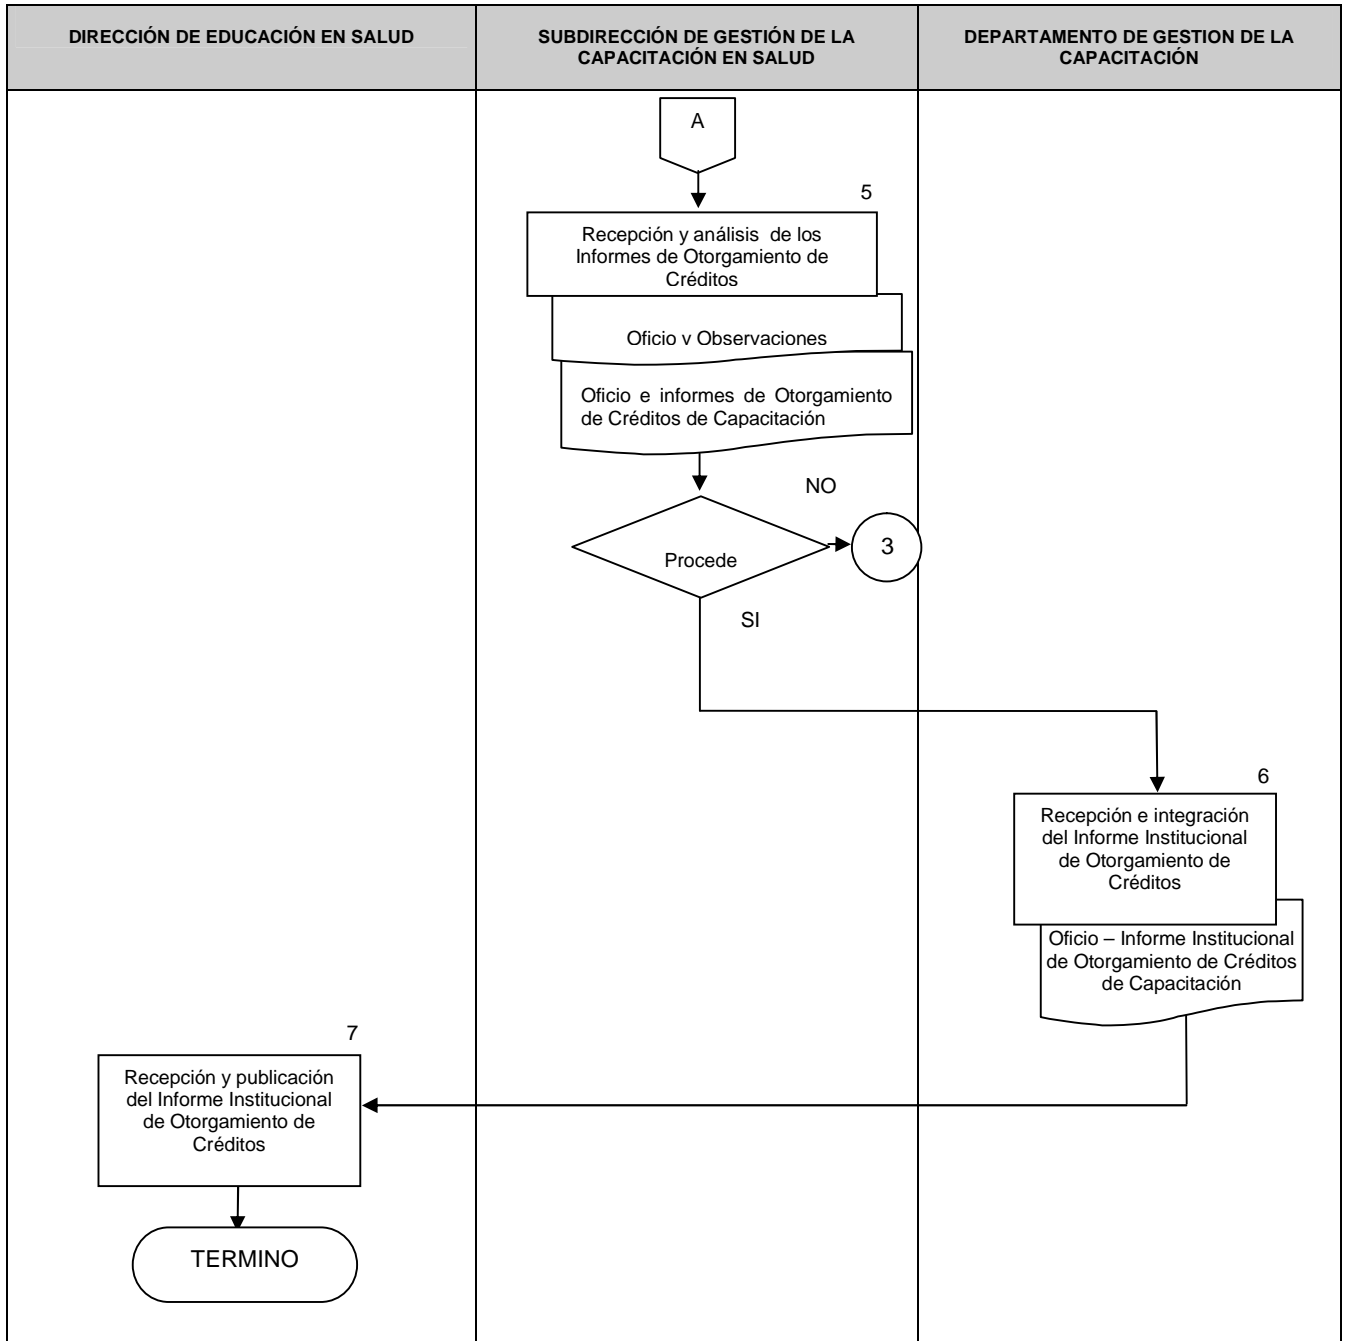 DIRECCIÓN DE EDUCACIÓN EN SALUD
SUBDIRECCIÓN DE GESTIÓN DE LA
CAPACITACIÓN EN SALUD
DEPARTAMENTO DE GESTION DE LA
CAPACITACIÓN
A
5
Recepción y análisis de los
Informes de Otorgamiento de
Créditos
Oficio v Observaciones
Oficio e informes de Otorgamiento
de Créditos de Capacitación
NO
Procede
3
SI
6
Recepción e integración
del Informe Institucional
de Otorgamiento de
Créditos
Oficio – Informe Institucional
de Otorgamiento de Créditos
de Capacitación
7
Recepción y publicación
del Informe Institucional
de Otorgamiento de
Créditos
TERMINO